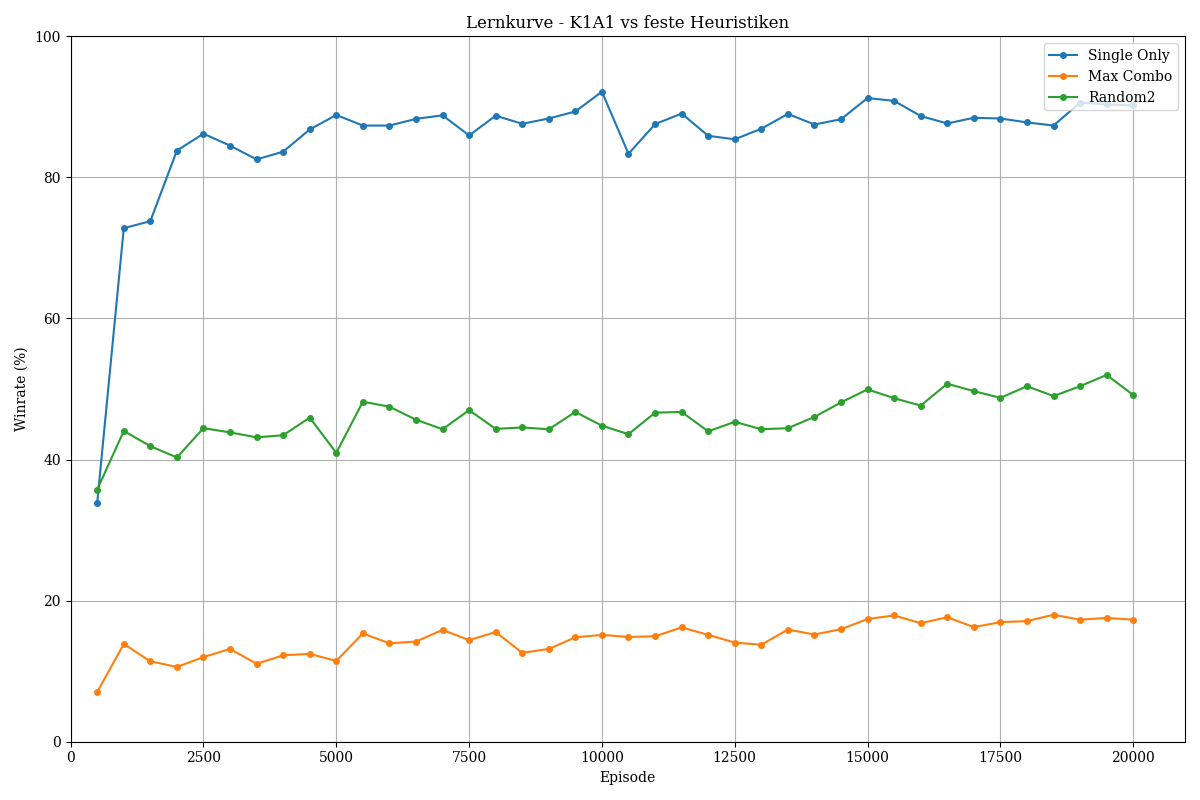 Lernkurve - K1A1 vs feste Heuristiken
Single Only
Max Combo
Random2
Winrate (%)
100
80
60
40
20
0
0 2500 5000 7500 10000 12500 15000 17500 20000
Episode